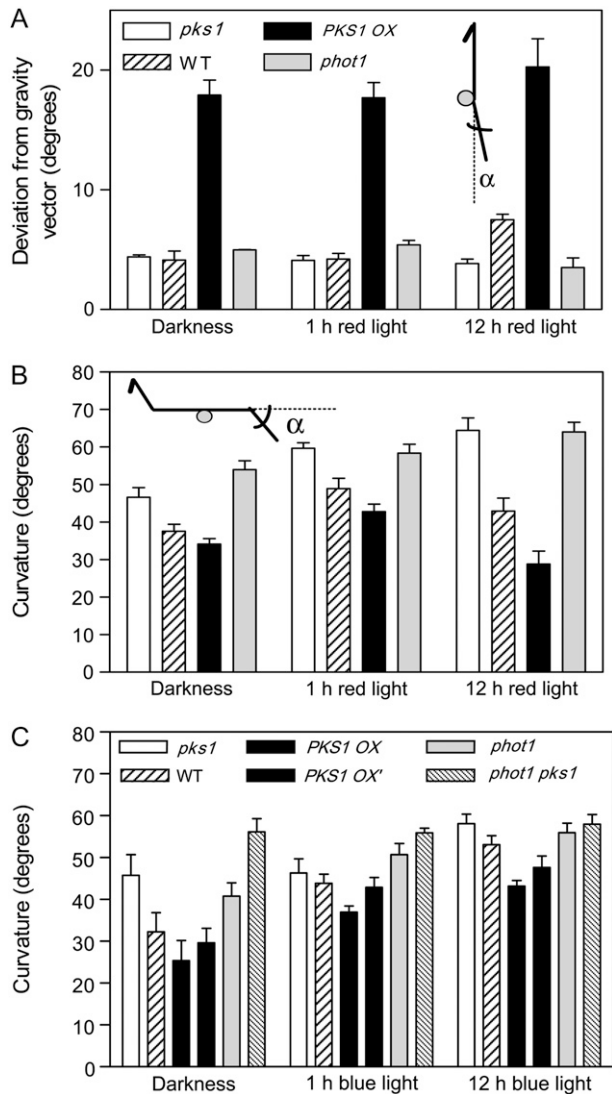 A
pks1
PKS1 OX
WT
phot1
Deviation from gravity
vector (degrees)
20
10
0
α
Darkness
1 h red light
12 h red light
B
Curvature (degrees)
80
70
60
50
40
30
20
10
0
α
Darkness
1 h red light
12 h red light
C
pks1
PKS1 OX
phot1
WT
PKS1 OX'
phot1 pks1
Curvature (degrees)
80
70
60
50
40
30
20
10
0
Darkness
1 h blue light
12 h blue light